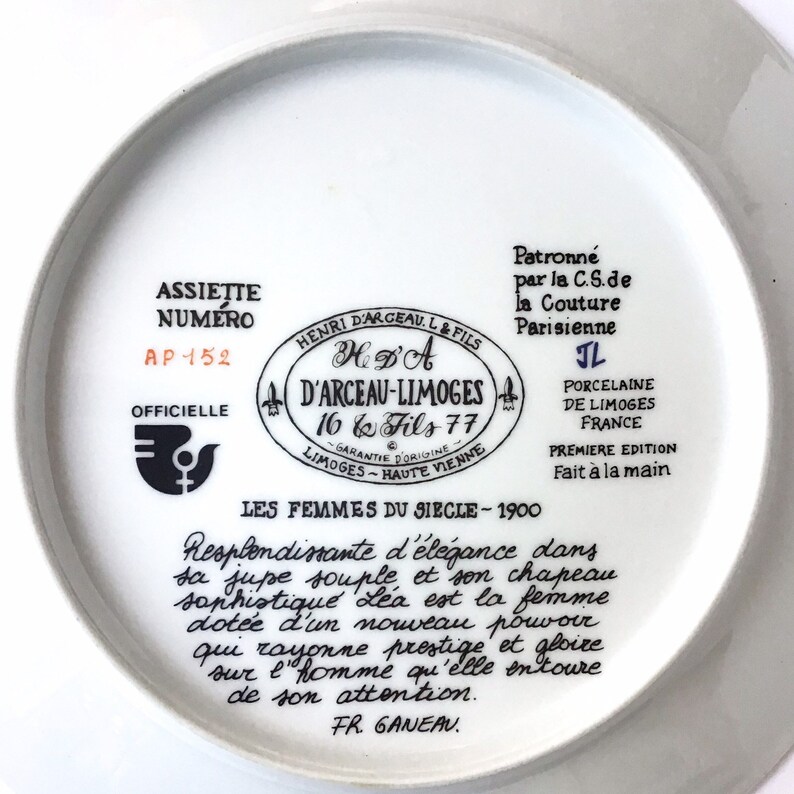 ASSIETTE
NUMÉRO
AP 152
OFFICIELLE
HENRI D'ARCEAU.L & FILS
H D'A
D'ARCEAU-LIMOGES
16 & Fils 77
©
~GARANTIE D'ORIGINE~
LIMOGES~HAUTE VIENNE
Patronné
par la C.S. de
la Couture
Parisienne
JL
PORCELAINE
DE LIMOGES
FRANCE
PREMIERE EDITION
Fait à la main
LES FEMMES DU SIECLE~1900
Resplendissante d'élégance dans
sa jupe souple et son chapeau
sophistiqué Léa est la femme
dotée d'un nouveau pouvoir
qui rayonne prestige et gloire
sur l'homme qu'elle entoure
de son attention.
FR. GANEAU.